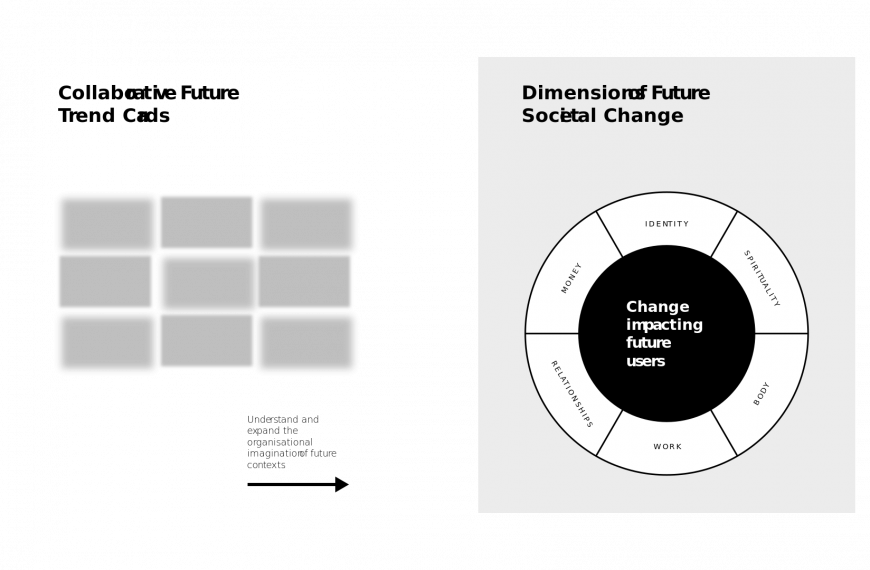 Collaborative Future
Trend Cards
Understand and
expand the
organisational
imagination of future
contexts
Dimensions of Future
Societal Change
IDENTITY
SPIRITUALITY
BODY
WORK
RELATIONSHIPS
MONEY
Change
impacting
future
users